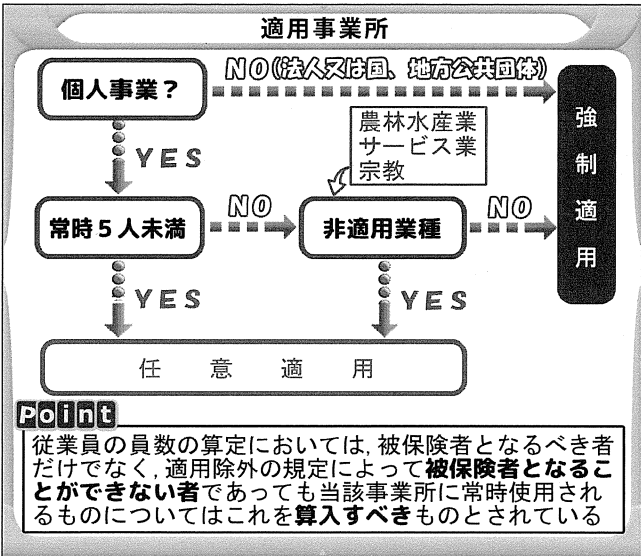 適用事業所
個人事業?
NO(法人又は国、地方公共団体)
強制適用
YES
農林水産業
サービス業
宗教
常時5人未満
NO
非適用業種
NO
YES
YES
任意適用
Point
従業員の員数の算定においては,被保険者となるべき者
だけでなく,適用除外の規定によって被保険者となるこ
とができない者であっても当該事業所に常時使用され
るものについてはこれを算入すべきものとされている